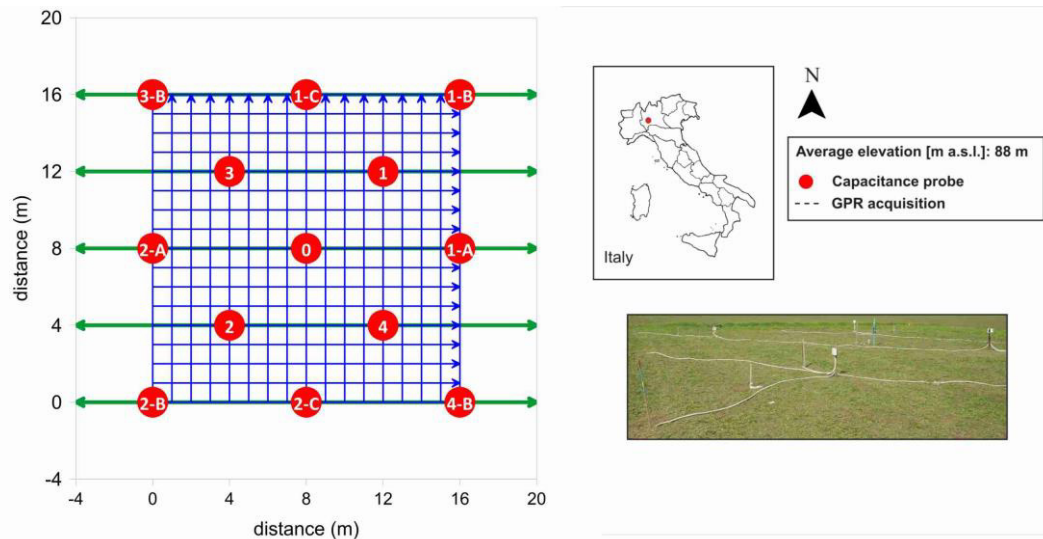 20
16
12
8
4
0
-4
distance (m)
3-B
1-C
1-B
3
1
2-A
0
1-A
2
4
2-B
2-C
4-B
-4
0
4
8
12
16
20
distance (m)
Italy
N
Average elevation [m a.s.l.]: 88 m
Capacitance probe
GPR acquisition